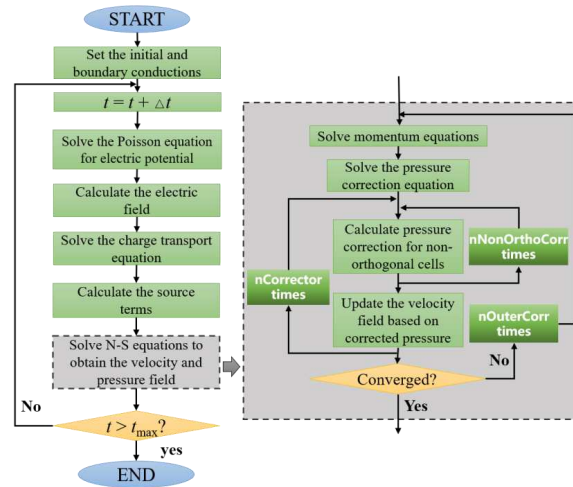 START
Set the initial and
boundary conductions
t = t + △t
Solve the Poisson equation
for electric potential
Calculate the electric
field
Solve the charge transport
equation
Calculate the source
terms
Solve N-S equations to
obtain the velocity and
pressure field
No
t > tmax?
yes
END
Solve momentum equations
Solve the pressure
correction equation
Calculate pressure
correction for non-
orthogonal cells
nNonOrthoCorr
times
nCorrector
times
Update the velocity
field based on
corrected pressure
nOuterCorr
times
No
Converged?
Yes